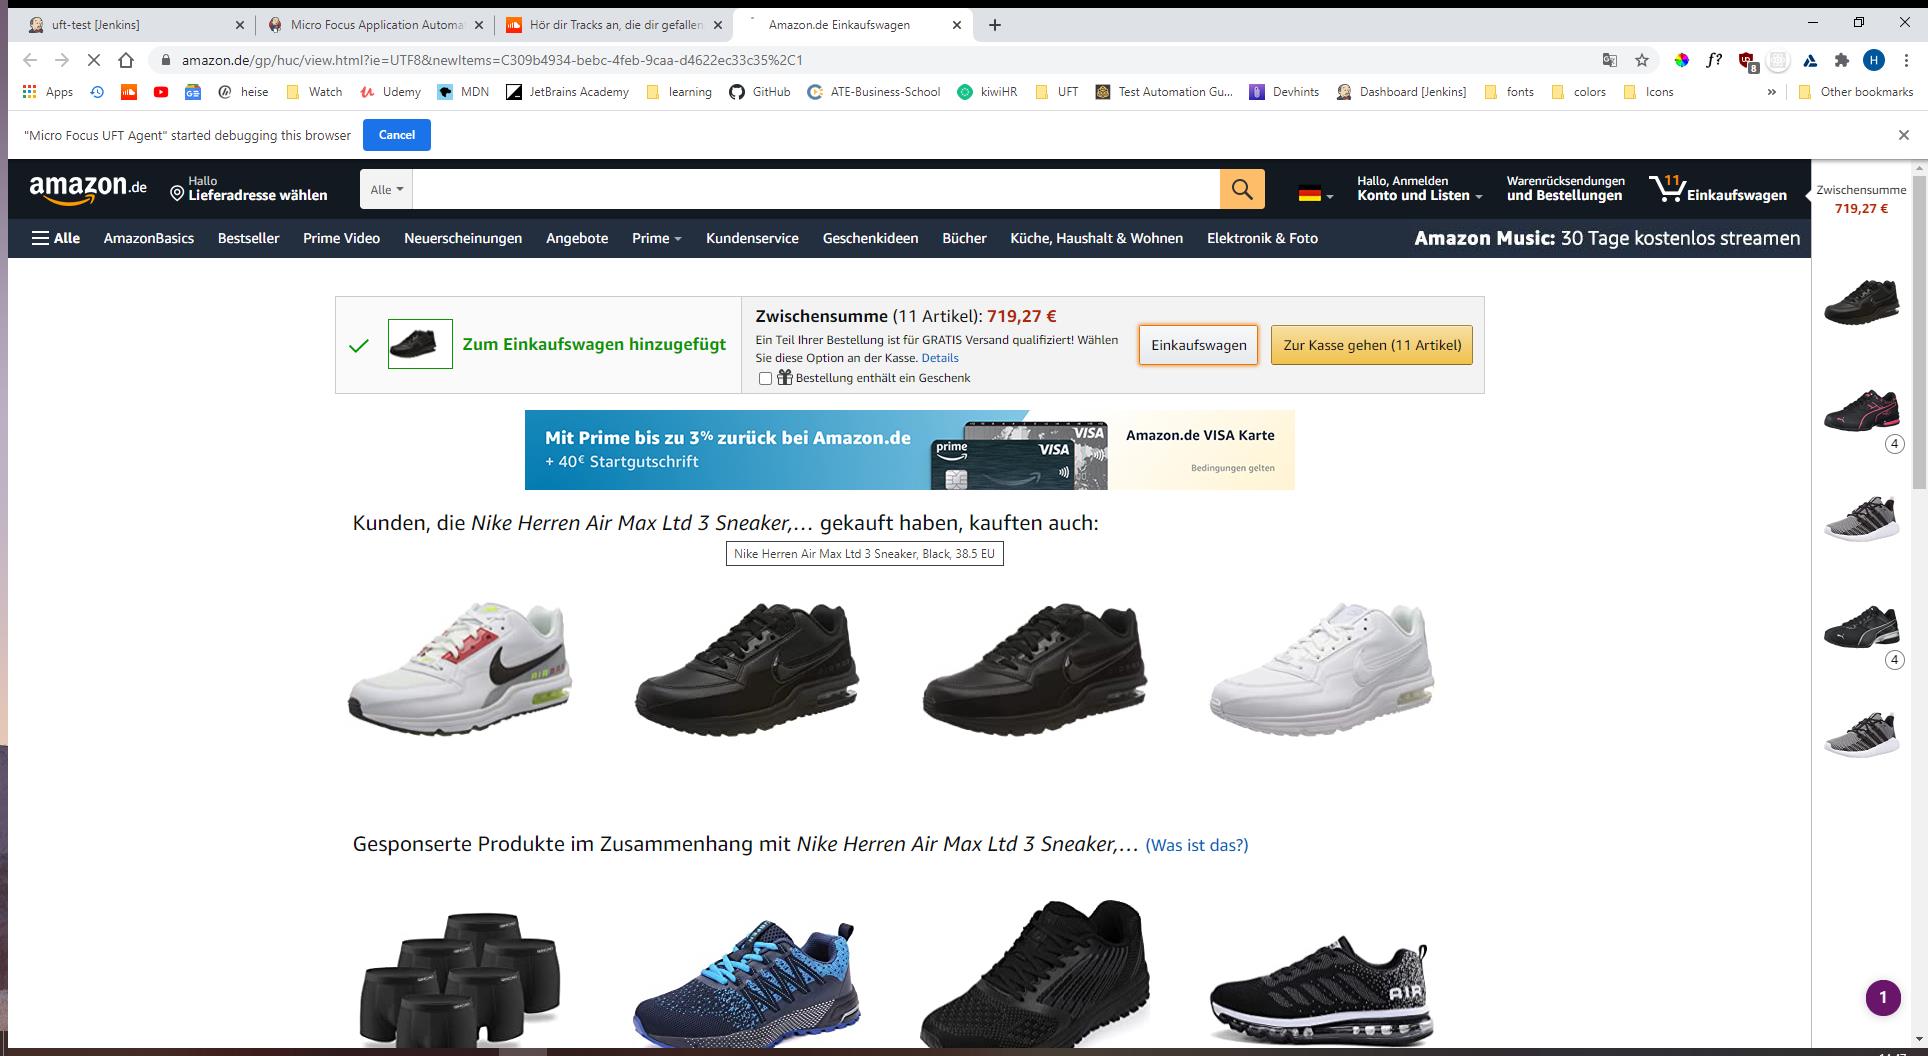 uft-test [Jenkins]
Micro Focus Application Automa
Hör dir Tracks an, die dir gefallen
Amazon.de Einkaufswagen
amazon.de/gp/huc/view.html?ie=UTF8&newItems=C309b4934-bebc-4feb-9caa-d4622ec33c35%2C1
f?
8
H
Apps
heise
Watch
Udemy
MDN
JetBrains Academy
learning
GitHub
ATE-Business-School
kiwiHR
UFT
Test Automation Gu...
Devhints
Dashboard [Jenkins]
fonts
colors
Icons
»
Other bookmarks
"Micro Focus UFT Agent" started debugging this browser
Cancel
amazon.de
Hallo
Lieferadresse wählen
Alle
Hallo, Anmelden
Konto und Listen
Warenrücksendungen
und Bestellungen
11
Einkaufswagen
Zwischensumme
719,27 €
Alle
AmazonBasics
Bestseller
Prime Video
Neuerscheinungen
Angebote
Prime
Kundenservice
Geschenkideen
Bücher
Küche, Haushalt & Wohnen
Elektronik & Foto
Amazon Music: 30 Tage kostenlos streamen
Zum Einkaufswagen hinzugefügt
Zwischensumme (11 Artikel): 719,27 €
Ein Teil Ihrer Bestellung ist für GRATIS Versand qualifiziert! Wählen
Sie diese Option an der Kasse. Details
Bestellung enthält ein Geschenk
Einkaufswagen
Zur Kasse gehen (11 Artikel)
Mit Prime bis zu 3% zurück bei Amazon.de
+ 40€ Startgutschrift
prime
VISA
VISA
Amazon.de VISA Karte
Bedingungen gelten
4
Kunden, die Nike Herren Air Max Ltd 3 Sneaker,… gekauft haben, kauften auch:
Nike Herren Air Max Ltd 3 Sneaker, Black, 38.5 EU
4
Gesponserte Produkte im Zusammenhang mit Nike Herren Air Max Ltd 3 Sneaker,… (Was ist das?)
AIR
1